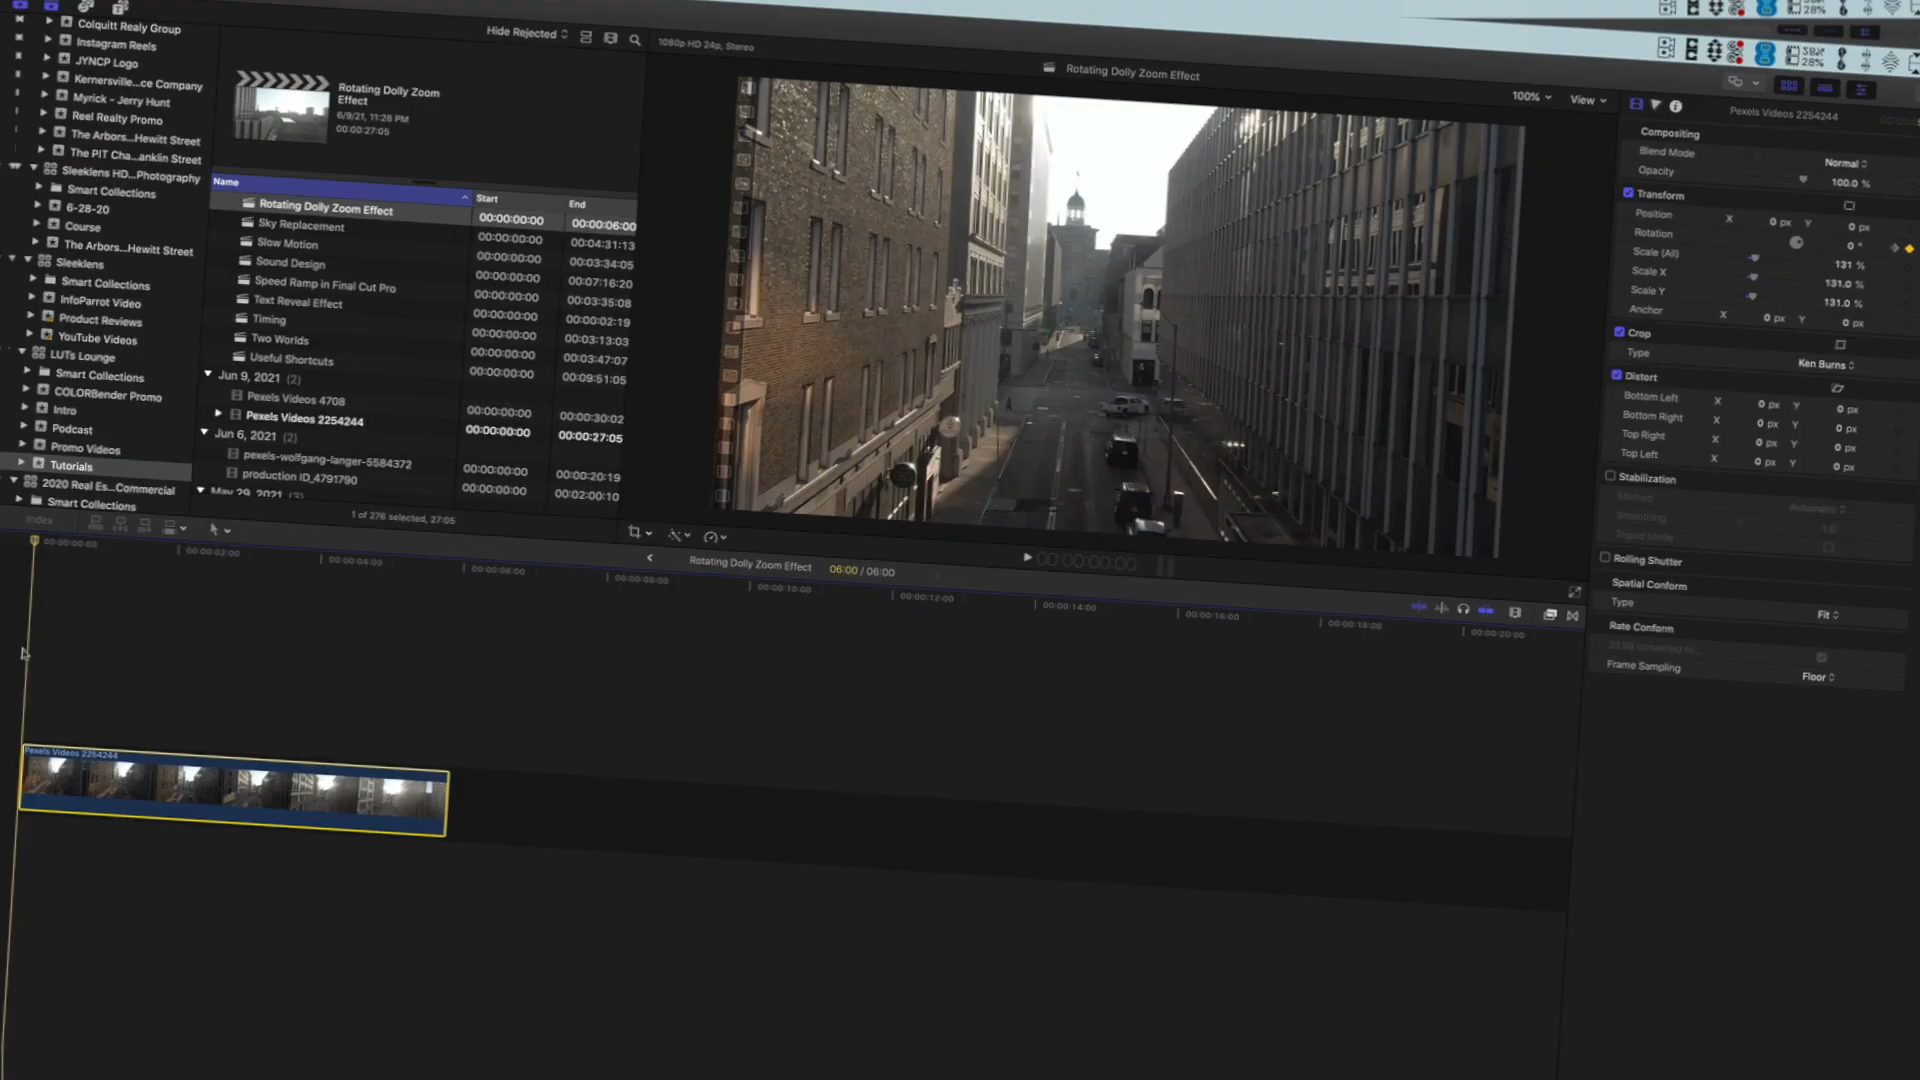 Colquitt Realy Group
Instagram Reels
JYNCP Logo
Kernersville...ce Company
Myrick - Jerry Hunt
Reel Realty Promo
The Arbors...Hewitt Street
The PIT Cha...anklin Street
Sleeklens HD...Photography
Smart Collections
6-28-20
Course
The Arbors...Hewitt Street
Sleeklens
Smart Collections
InfoParrot Video
Product Reviews
YouTube Videos
LUTs Lounge
Smart Collections
COLORBender Promo
Intro
Podcast
Promo Videos
Tutorials
2020 Real Es...Commercial
Smart Collections
Hide Rejected
Rotating Dolly Zoom
Effect
6/9/21, 11:28 PM
00:00:27:05
Name Start End
Rotating Dolly Zoom Effect 00:00:00:00 00:00:06:00
Sky Replacement 00:00:00:00 00:04:31:13
Slow Motion 00:00:00:00 00:03:34:05
Sound Design 00:00:00:00 00:07:16:20
Speed Ramp in Final Cut Pro 00:00:00:00 00:03:35:08
Text Reveal Effect 00:00:00:00 00:00:02:19
Timing 00:00:00:00 00:03:13:03
Two Worlds 00:00:00:00 00:03:47:07
Useful Shortcuts 00:00:00:00 00:09:51:05
Jun 9, 2021 (2)
Pexels Videos 4708 00:00:00:00 00:00:30:02
Pexels Videos 2254244 00:00:00:00 00:00:27:05
Jun 6, 2021 (2)
pexels-wolfgang-langer-5584372 00:00:00:00 00:00:20:19
production ID_4791790 00:00:00:00 00:02:00:10
May 29, 2021 (3)
1 of 276 selected, 27:05
1080p HD 24p, Stereo
Rotating Dolly Zoom Effect
100% View
28%
28%
Pexels Videos 2254244
Compositing
Blend Mode Normal
Opacity 100.0 %
Transform
Position X 0 px Y 0 px
Rotation 0 °
Scale (All) 131 %
Scale X 131.0 %
Scale Y 131.0 %
Anchor X 0 px Y 0 px
Crop
Type Ken Burns
Distort
Bottom Left X 0 px Y 0 px
Bottom Right X 0 px Y 0 px
Top Right X 0 px Y 0 px
Top Left X 0 px Y 0 px
Stabilization
Method Automatic
Smoothing 1.0
Tripod Mode
Rolling Shutter
Spatial Conform
Type Fit
Rate Conform
Frame Sampling Floor
Index
Rotating Dolly Zoom Effect 06:00 / 06:00
00:00:00:00
00:00:00:00 00:00:02:00 00:00:04:00 00:00:06:00 00:00:08:00 00:00:10:00 00:00:12:00 00:00:14:00 00:00:16:00 00:00:18:00 00:00:20:00
Pexels Videos 2254244